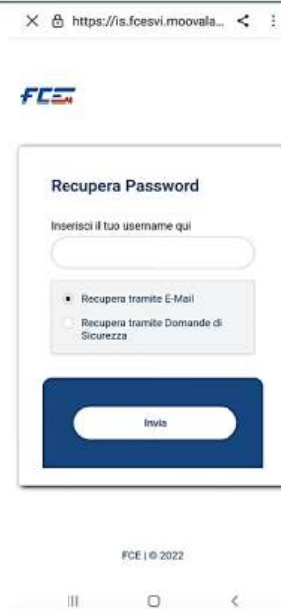 https://is.fcesvi.moovala...
FCE
Recupera Password
Inserisci il tuo username qui
Recupera tramite E-Mail
Recupera tramite Domande di
Sicurezza
Invia
FCE | © 2022